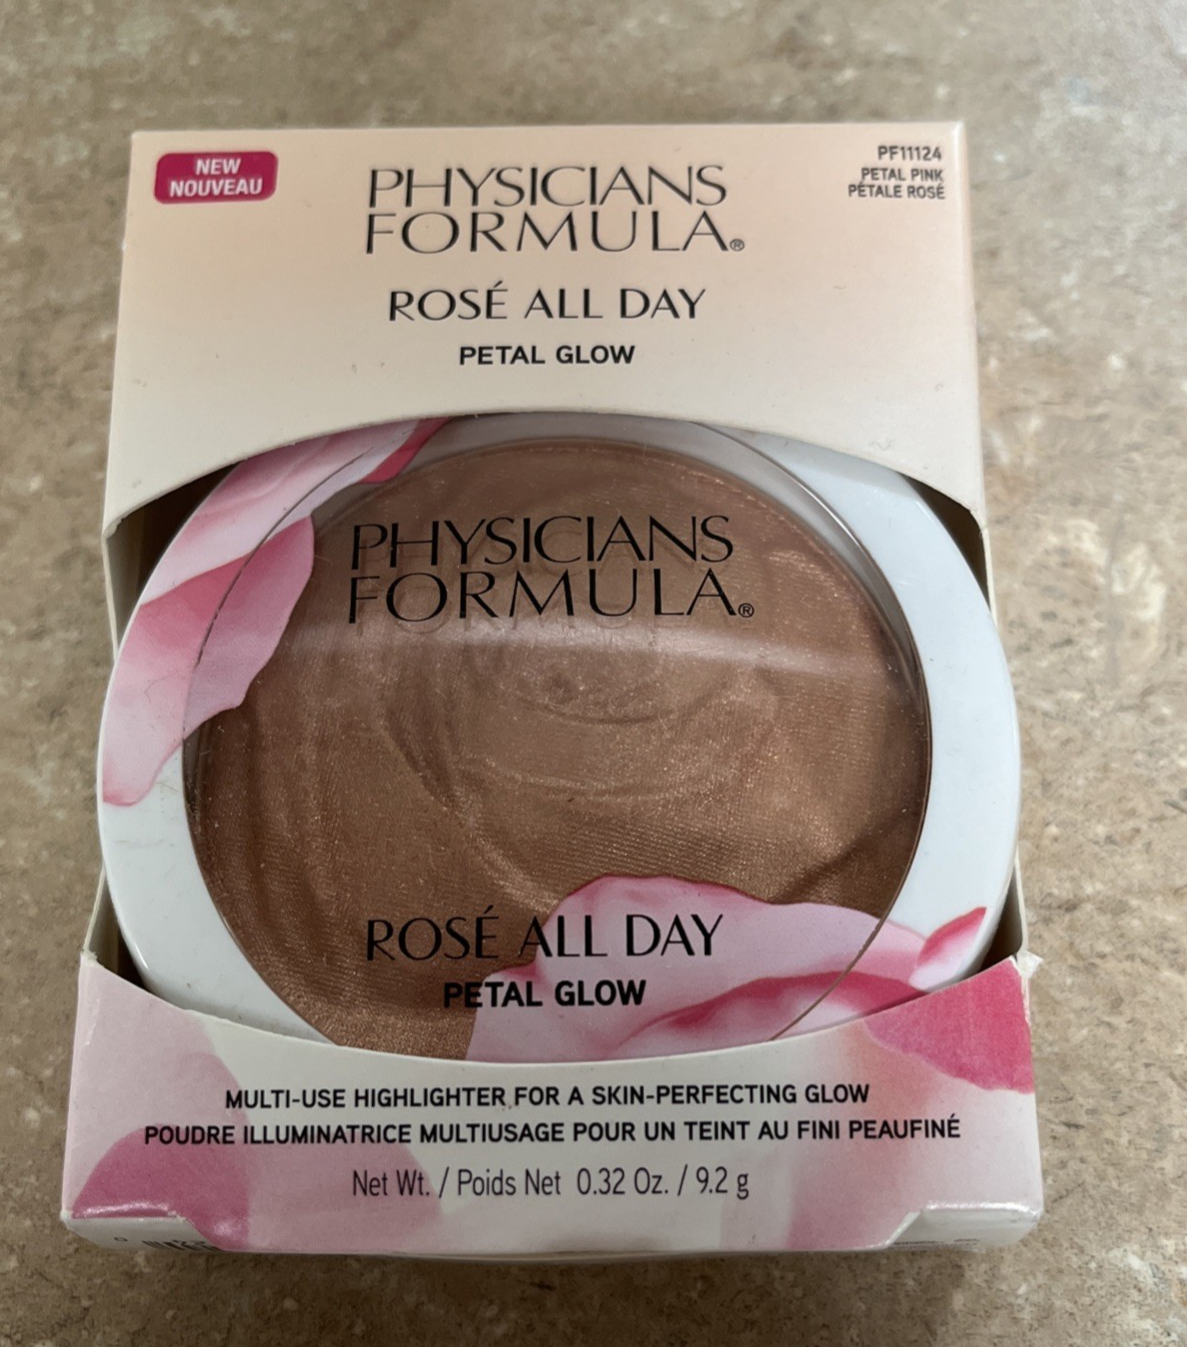 NEW
NOUVEAU
PHYSICIANS
FORMULA®
ROSÉ ALL DAY
PETAL GLOW
PF11124
PETAL PINK
PÉTALE ROSÉ
PHYSICIANS
FORMULA®
ROSÉ ALL DAY
PETAL GLOW
MULTI-USE HIGHLIGHTER FOR A SKIN-PERFECTING GLOW
POUDRE ILLUMINATRICE MULTIUSAGE POUR UN TEINT AU FINI PEAUFINÉ
Net Wt. / Poids Net 0.32 Oz. / 9.2 g